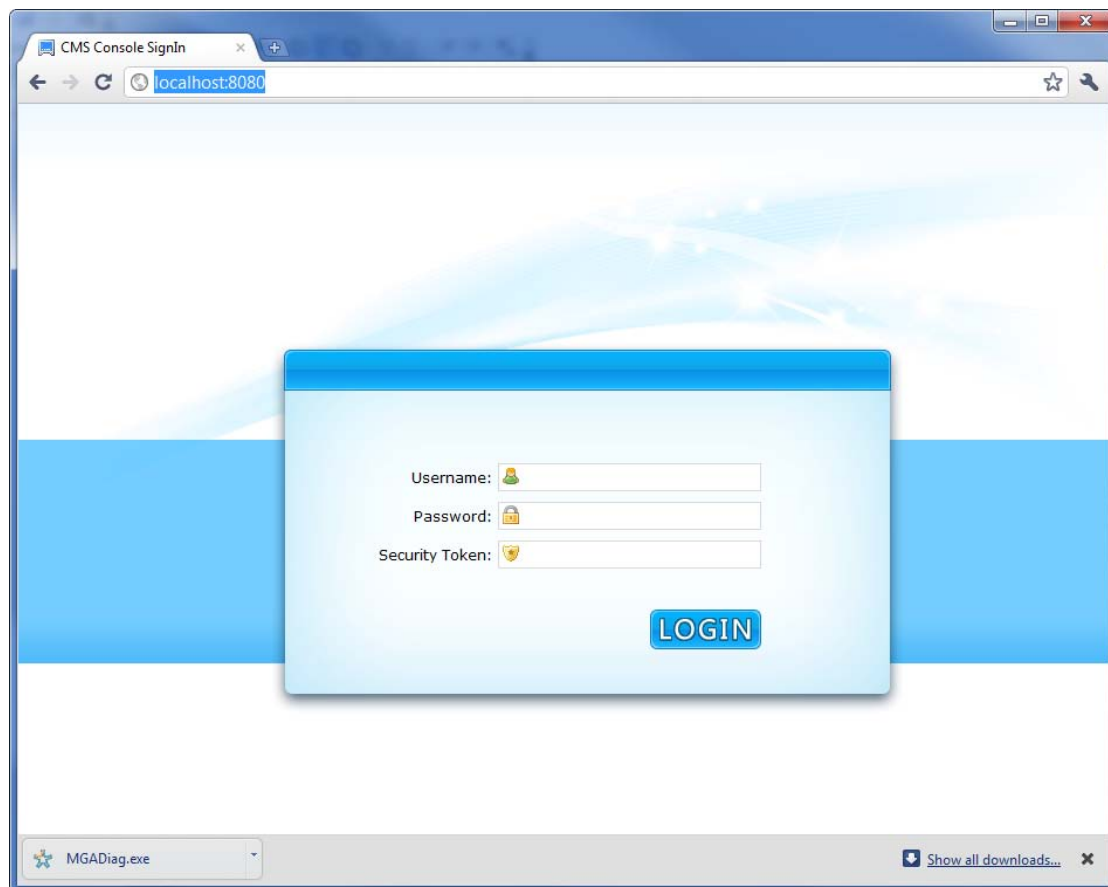 CMS Console SignIn
localhost:8080
Username:
Password:
Security Token:
LOGIN
MGADiag.exe
Show all downloads...